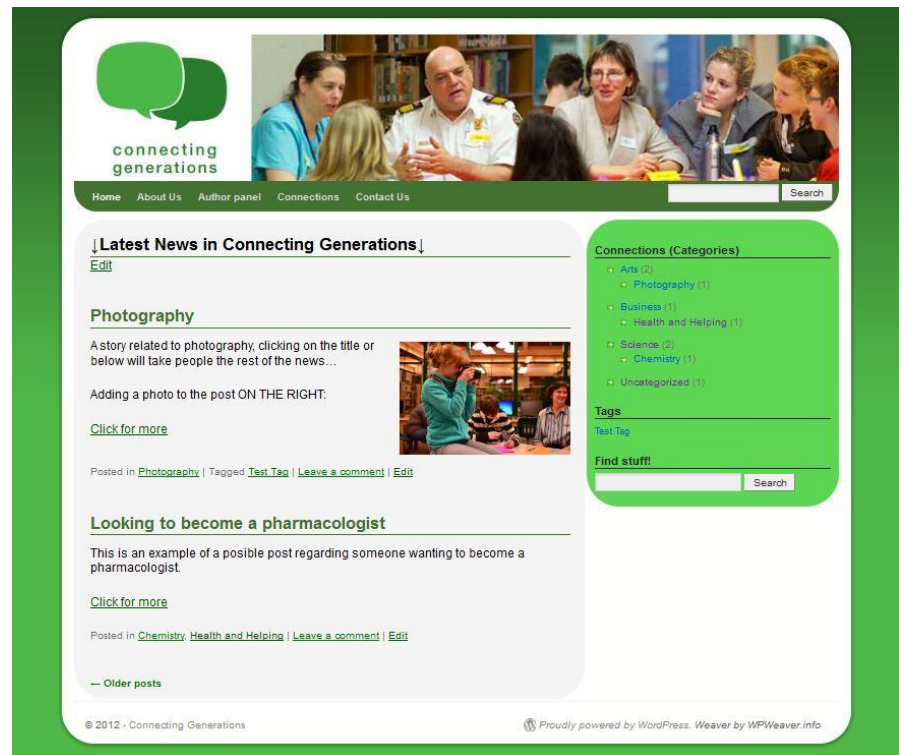 connecting
generations
Home About Us Author panel Connections Contact Us
Search
↓Latest News in Connecting Generations↓
Edit
Photography
A story related to photography, clicking on the title or
below will take people the rest of the news…
Adding a photo to the post ON THE RIGHT:
Click for more
Posted in Photography | Tagged Test Tag | Leave a comment | Edit
Looking to become a pharmacologist
This is an example of a posible post regarding someone wanting to become a
pharmacologist.
Click for more
Posted in Chemistry, Health and Helping | Leave a comment | Edit
← Older posts
Connections (Categories)
Arts (2)
Photography (1)
Business (1)
Health and Helping (1)
Science (2)
Chemistry (1)
Uncategorized (1)
Tags
Test Tag
Find stuff!
Search
© 2012 - Connecting Generations
Proudly powered by WordPress. Weaver by WPWeaver.info